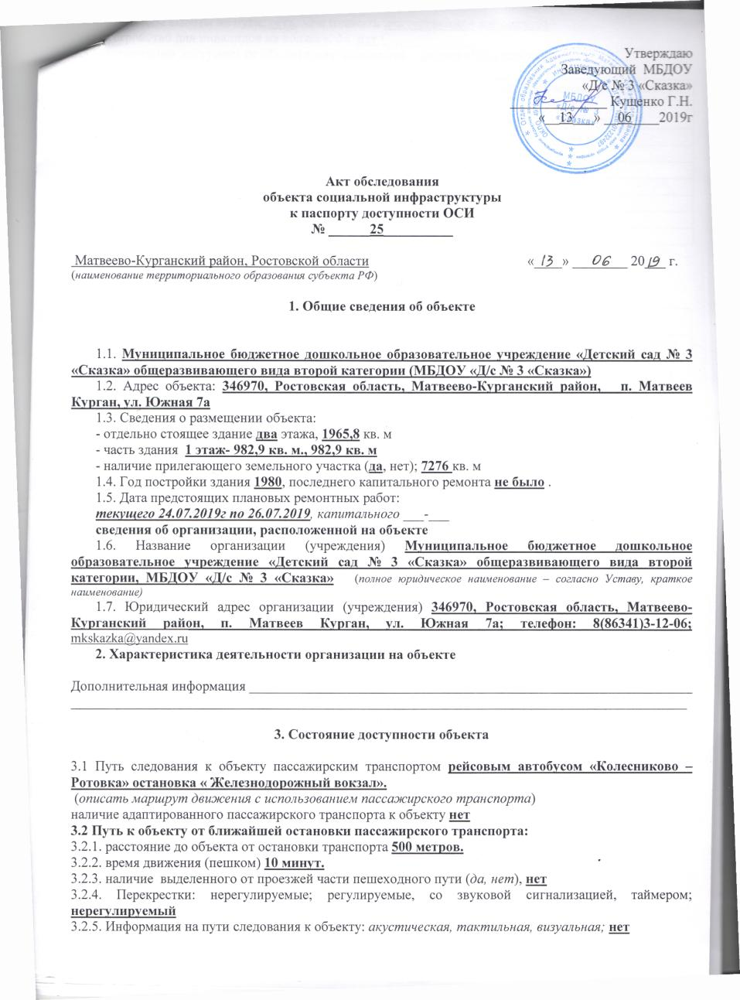 Утверждаю
Заведующий МБДОУ
«Д/с № 3 «Сказка»
Кущенко Г.Н.
« 13 » 06 2019г
МБДОУ
«Д/с № 3
«Сказка»
Акт обследования
объекта социальной инфраструктуры
к паспорту доступности ОСИ
№ ______25__________
Матвеево-Курганский район, Ростовской области «_13_» ___06___ 2019 г.
(наименование территориального образования субъекта РФ)
1. Общие сведения об объекте
1.1. Муниципальное бюджетное дошкольное образовательное учреждение «Детский сад № 3
«Сказка» общеразвивающего вида второй категории (МБДОУ «Д/с № 3 «Сказка»)
1.2. Адрес объекта: 346970, Ростовская область, Матвеево-Курганский район, п. Матвеев
Курган, ул. Южная 7а
1.3. Сведения о размещении объекта:
- отдельно стоящее здание два этажа, 1965,8 кв. м
- часть здания 1 этаж- 982,9 кв. м., 982,9 кв. м
- наличие прилегающего земельного участка (да, нет); 7276 кв. м
1.4. Год постройки здания 1980, последнего капитального ремонта не было .
1.5. Дата предстоящих плановых ремонтных работ:
текущего 24.07.2019г по 26.07.2019, капитального ___-___
сведения об организации, расположенной на объекте
1.6. Название организации (учреждения) Муниципальное бюджетное дошкольное
образовательное учреждение «Детский сад № 3 «Сказка» общеразвивающего вида второй
категории, МБДОУ «Д/с № 3 «Сказка» (полное юридическое наименование – согласно Уставу, краткое
наименование)
1.7. Юридический адрес организации (учреждения) 346970, Ростовская область, Матвеево-
Курганский район, п. Матвеев Курган, ул. Южная 7а; телефон: 8(86341)3-12-06;
mkskazka@yandex.ru
2. Характеристика деятельности организации на объекте
Дополнительная информация
3. Состояние доступности объекта
3.1 Путь следования к объекту пассажирским транспортом рейсовым автобусом «Колесниково –
Ротовка» остановка « Железнодорожный вокзал».
(описать маршрут движения с использованием пассажирского транспорта)
наличие адаптированного пассажирского транспорта к объекту нет
3.2 Путь к объекту от ближайшей остановки пассажирского транспорта:
3.2.1. расстояние до объекта от остановки транспорта 500 метров.
3.2.2. время движения (пешком) 10 минут.
3.2.3. наличие выделенного от проезжей части пешеходного пути (да, нет), нет
3.2.4. Перекрестки: нерегулируемые; регулируемые, со звуковой сигнализацией, таймером;
нерегулируемый
3.2.5. Информация на пути следования к объекту: акустическая, тактильная, визуальная; нет